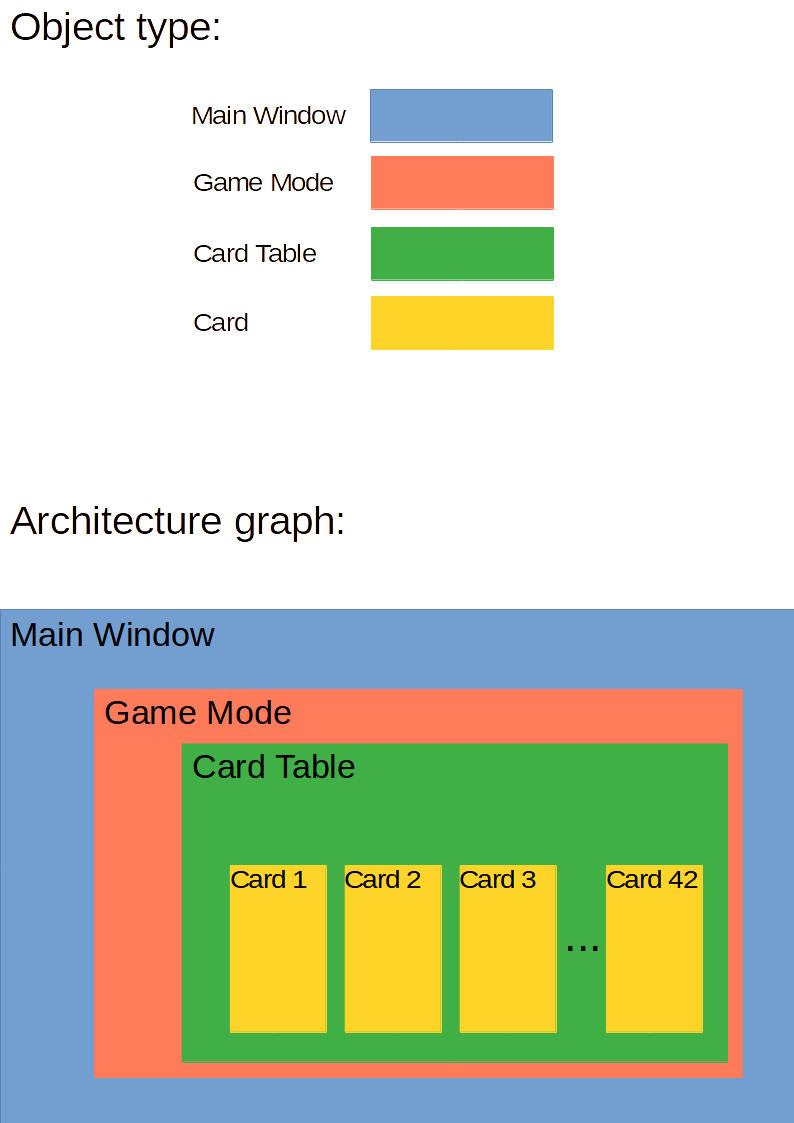 Object type:
Main Window
Game Mode
Card Table
Card
Architecture graph:
Main Window
Game Mode
Card Table
Card 1 Card 2 Card 3 ... Card 42